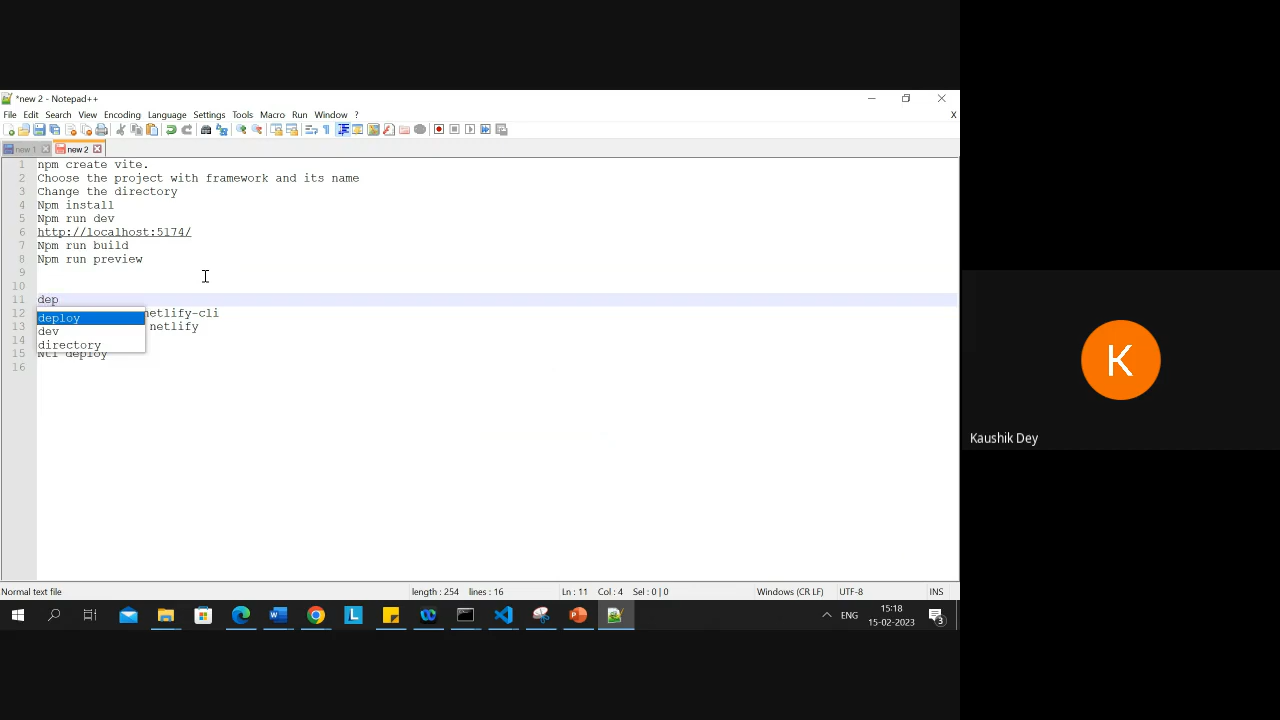 *new 2 - Notepad++
File Edit Search View Encoding Language Settings Tools Macro Run Window ?
X
new 1 new 2
1 npm create vite.
2 Choose the project with framework and its name
3 Change the directory
4 Npm install
5 Npm run dev
6 http://localhost:5174/
7 Npm run build
8 Npm run preview
9
10
11 dep
12 netlify-cli
deploy
13 netlify
dev
14
directory
15 Ntl deploy
16
K
Kaushik Dey
Normal text file length : 254 lines : 16 Ln : 11 Col : 4 Sel : 0 | 0 Windows (CR LF) UTF-8 INS
L
W
ENG
15:18
15-02-2023
3